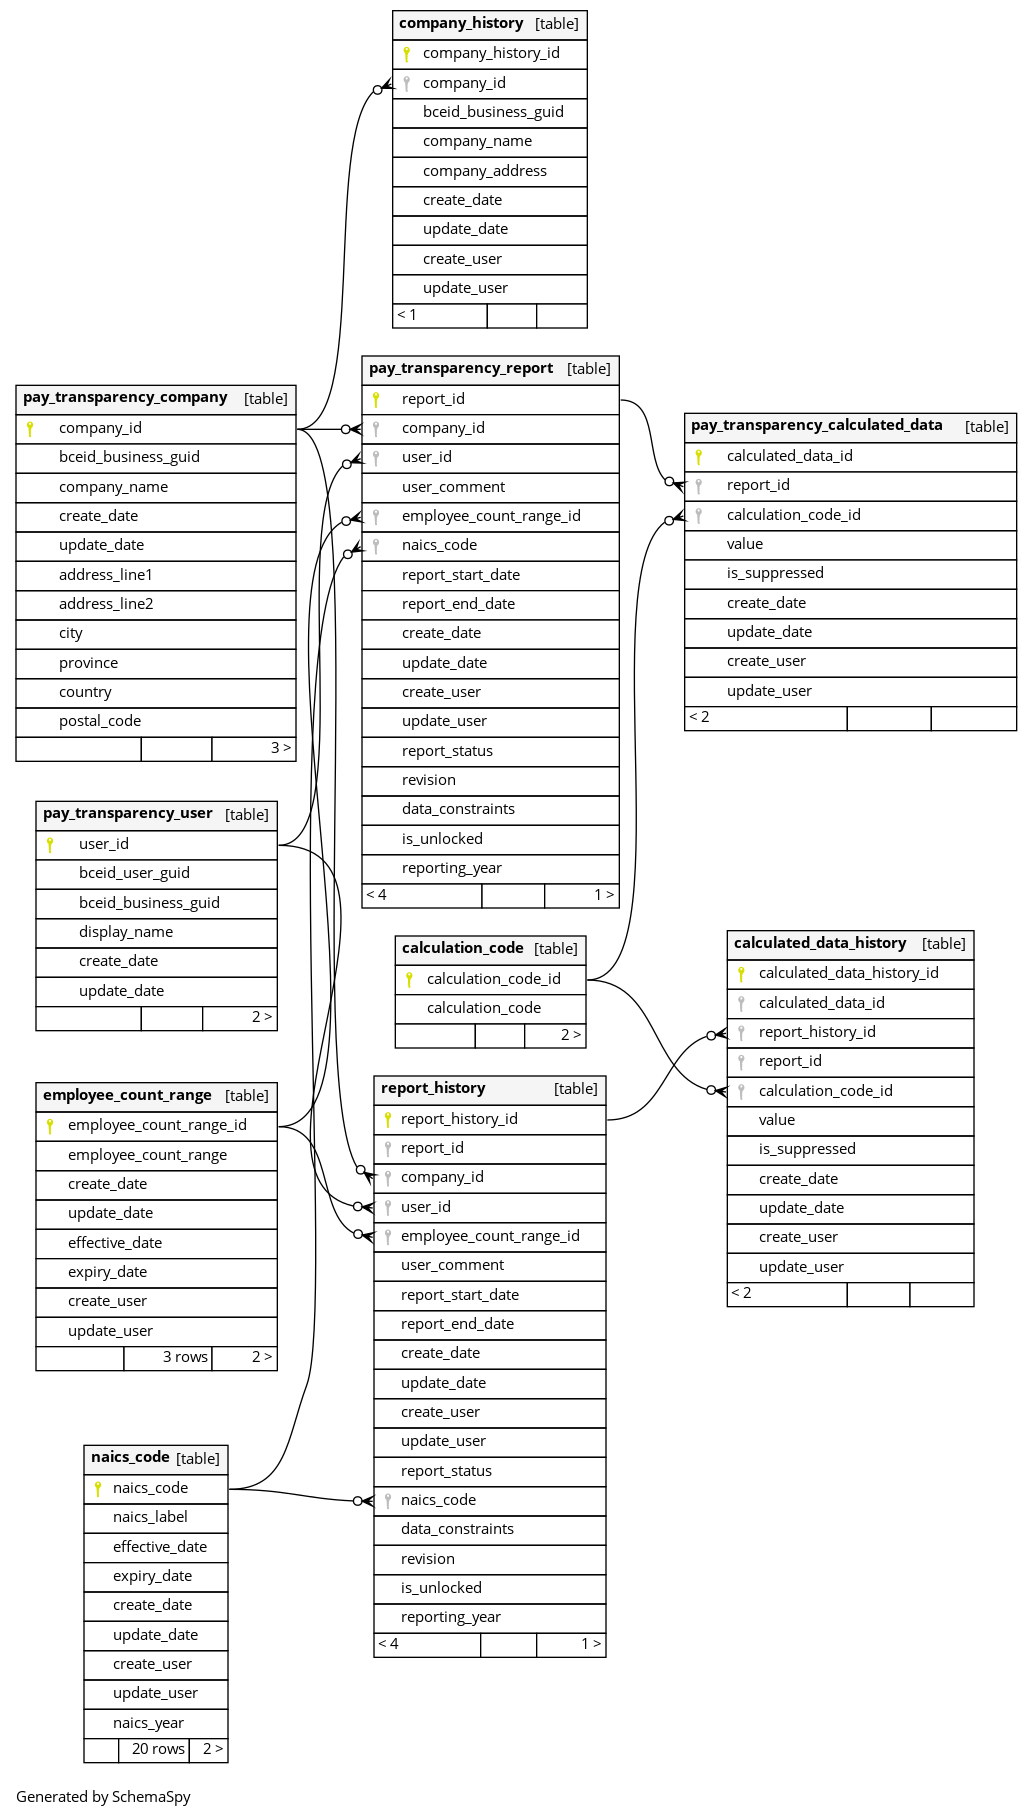 company_history [table]
company_history_id
company_id
bceid_business_guid
company_name
company_address
create_date
update_date
create_user
update_user
< 1
pay_transparency_company [table]
company_id
bceid_business_guid
company_name
create_date
update_date
address_line1
address_line2
city
province
country
postal_code
3 >
pay_transparency_report [table]
report_id
company_id
user_id
user_comment
employee_count_range_id
naics_code
report_start_date
report_end_date
create_date
update_date
create_user
update_user
report_status
revision
data_constraints
is_unlocked
reporting_year
< 4 1 >
pay_transparency_calculated_data [table]
calculated_data_id
report_id
calculation_code_id
value
is_suppressed
create_date
update_date
create_user
update_user
< 2
pay_transparency_user [table]
user_id
bceid_user_guid
bceid_business_guid
display_name
create_date
update_date
2 >
calculation_code [table]
calculation_code_id
calculation_code
2 >
calculated_data_history [table]
calculated_data_history_id
calculated_data_id
report_history_id
report_id
calculation_code_id
value
is_suppressed
create_date
update_date
create_user
update_user
< 2
employee_count_range [table]
employee_count_range_id
employee_count_range
create_date
update_date
effective_date
expiry_date
create_user
update_user
3 rows 2 >
report_history [table]
report_history_id
report_id
company_id
user_id
employee_count_range_id
user_comment
report_start_date
report_end_date
create_date
update_date
create_user
update_user
report_status
naics_code
data_constraints
revision
is_unlocked
reporting_year
< 4 1 >
naics_code [table]
naics_code
naics_label
effective_date
expiry_date
create_date
update_date
create_user
update_user
naics_year
20 rows 2 >
Generated by SchemaSpy